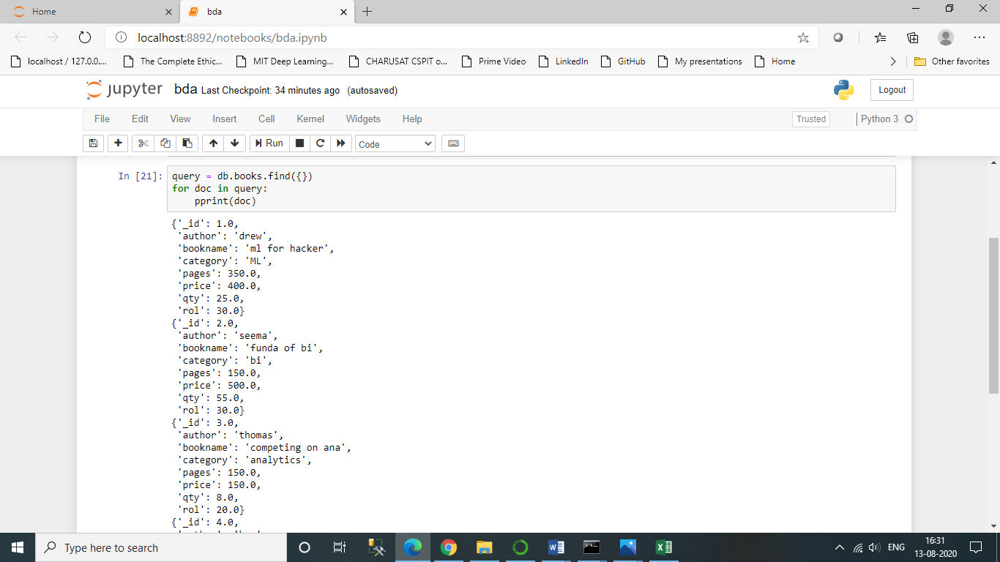 Home
bda
localhost:8892/notebooks/bda.ipynb
localhost / 127.0.0.... The Complete Ethic... MIT Deep Learning... CHARUSAT CSPIT o... Prime Video LinkedIn GitHub My presentations Home Other favorites
jupyter bda Last Checkpoint: 34 minutes ago (autosaved)
Logout
File Edit View Insert Cell Kernel Widgets Help
Trusted
Python 3
Run
Code
In [21]: query = db.books.find({})
for doc in query:
    pprint(doc)
{'_id': 1.0,
 'author': 'drew',
 'bookname': 'ml for hacker',
 'category': 'ML',
 'pages': 350.0,
 'price': 400.0,
 'qty': 25.0,
 'rol': 30.0}
{'_id': 2.0,
 'author': 'seema',
 'bookname': 'funda of bi',
 'category': 'bi',
 'pages': 150.0,
 'price': 500.0,
 'qty': 55.0,
 'rol': 30.0}
{'_id': 3.0,
 'author': 'thomas',
 'bookname': 'competing on ana',
 'category': 'analytics',
 'pages': 150.0,
 'price': 150.0,
 'qty': 8.0,
 'rol': 20.0}
{'_id': 4.0,
Type here to search
ENG
16:31
13-08-2020